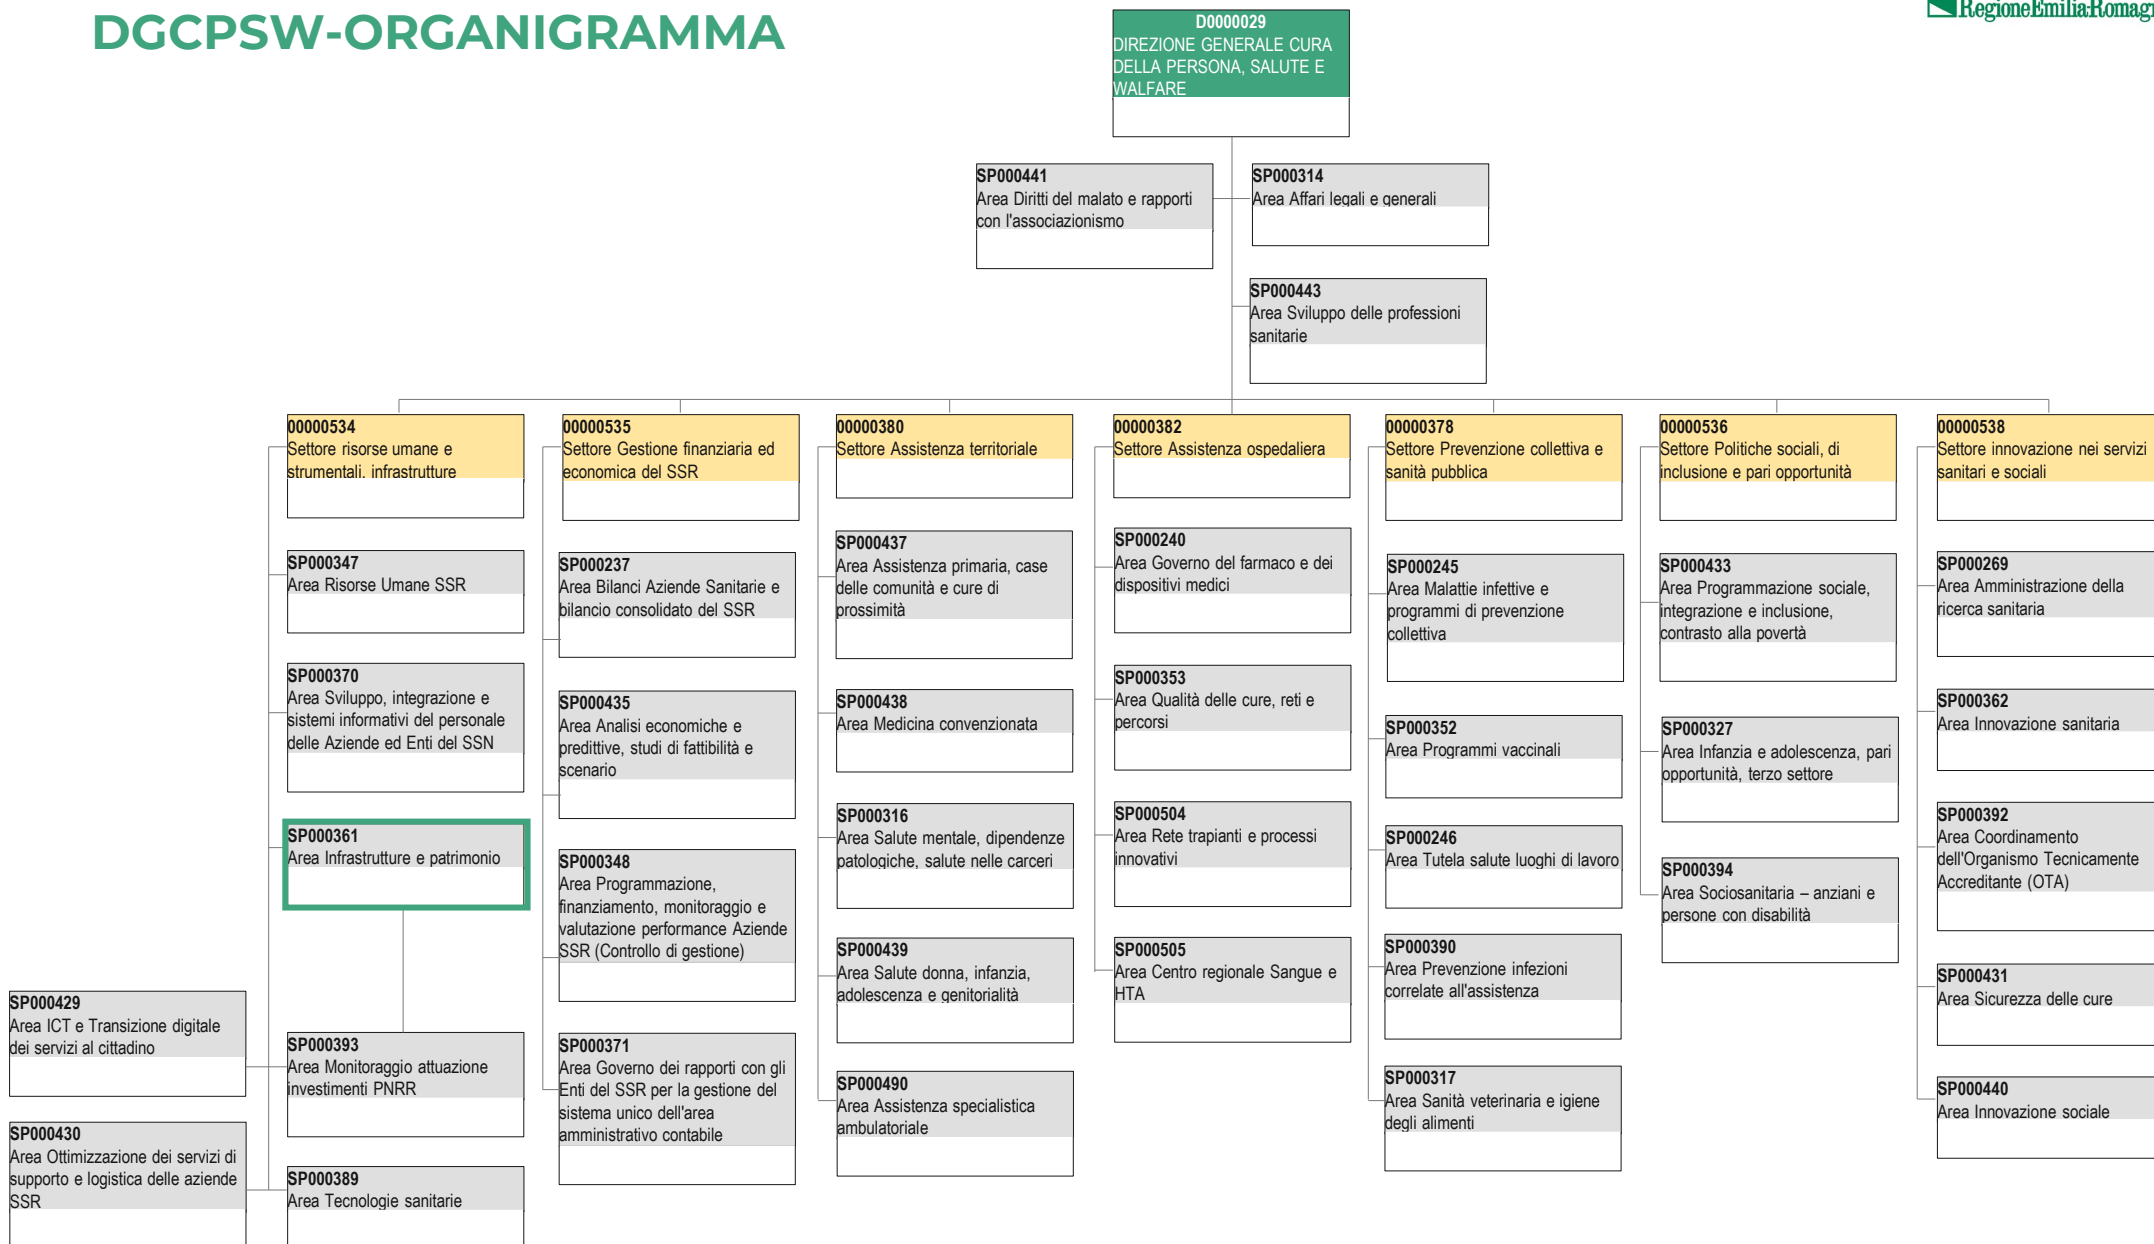 DGCPSW-ORGANIGRAMMA
D0000029
DIREZIONE GENERALE CURA
DELLA PERSONA, SALUTE E
WALFARE
SP000441
Area Diritti del malato e rapporti
con l'associazionismo
SP000314
Area Affari legali e generali
SP000443
Area Sviluppo delle professioni
sanitarie
00000534
Settore risorse umane e
strumentali. infrastrutture
SP000347
Area Risorse Umane SSR
SP000370
Area Sviluppo, integrazione e
sistemi informativi del personale
delle Aziende ed Enti del SSN
SP000361
Area Infrastrutture e patrimonio
SP000429
Area ICT e Transizione digitale
dei servizi al cittadino
SP000393
Area Monitoraggio attuazione
investimenti PNRR
SP000430
Area Ottimizzazione dei servizi di
supporto e logistica delle aziende
SSR
SP000389
Area Tecnologie sanitarie
00000535
Settore Gestione finanziaria ed
economica del SSR
SP000237
Area Bilanci Aziende Sanitarie e
bilancio consolidato del SSR
SP000435
Area Analisi economiche e
predittive, studi di fattibilità e
scenario
SP000348
Area Programmazione,
finanziamento, monitoraggio e
valutazione performance Aziende
SSR (Controllo di gestione)
SP000371
Area Governo dei rapporti con gli
Enti del SSR per la gestione del
sistema unico dell'area
amministrativo contabile
00000380
Settore Assistenza territoriale
SP000437
Area Assistenza primaria, case
delle comunità e cure di
prossimità
SP000438
Area Medicina convenzionata
SP000316
Area Salute mentale, dipendenze
patologiche, salute nelle carceri
SP000439
Area Salute donna, infanzia,
adolescenza e genitorialità
SP000490
Area Assistenza specialistica
ambulatoriale
00000382
Settore Assistenza ospedaliera
SP000240
Area Governo del farmaco e dei
dispositivi medici
SP000353
Area Qualità delle cure, reti e
percorsi
SP000504
Area Rete trapianti e processi
innovativi
SP000505
Area Centro regionale Sangue e
HTA
00000378
Settore Prevenzione collettiva e
sanità pubblica
SP000245
Area Malattie infettive e
programmi di prevenzione
collettiva
SP000352
Area Programmi vaccinali
SP000246
Area Tutela salute luoghi di lavoro
SP000390
Area Prevenzione infezioni
correlate all'assistenza
SP000317
Area Sanità veterinaria e igiene
degli alimenti
00000536
Settore Politiche sociali, di
inclusione e pari opportunità
SP000433
Area Programmazione sociale,
integrazione e inclusione,
contrasto alla povertà
SP000327
Area Infanzia e adolescenza, pari
opportunità, terzo settore
SP000394
Area Sociosanitaria – anziani e
persone con disabilità
00000538
Settore innovazione nei servizi
sanitari e sociali
SP000269
Area Amministrazione della
ricerca sanitaria
SP000362
Area Innovazione sanitaria
SP000392
Area Coordinamento
dell'Organismo Tecnicamente
Accreditante (OTA)
SP000431
Area Sicurezza delle cure
SP000440
Area Innovazione sociale